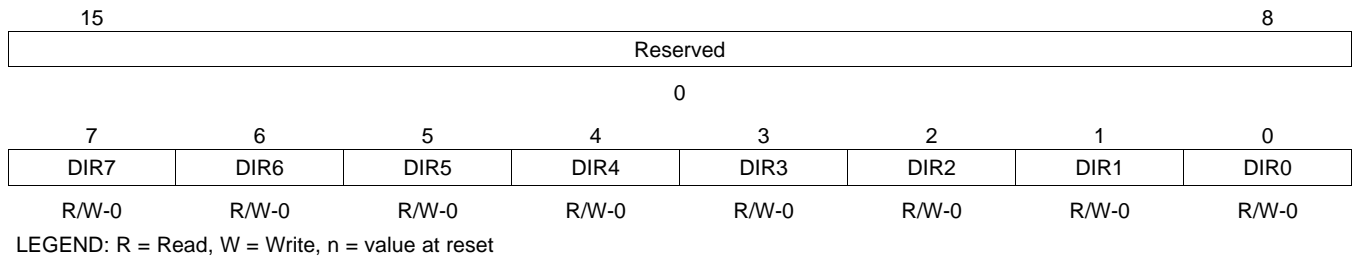 15 8
Reserved
0
7 6 5 4 3 2 1 0
DIR7 DIR6 DIR5 DIR4 DIR3 DIR2 DIR1 DIR0
R/W-0 R/W-0 R/W-0 R/W-0 R/W-0 R/W-0 R/W-0 R/W-0
LEGEND: R = Read, W = Write, n = value at reset